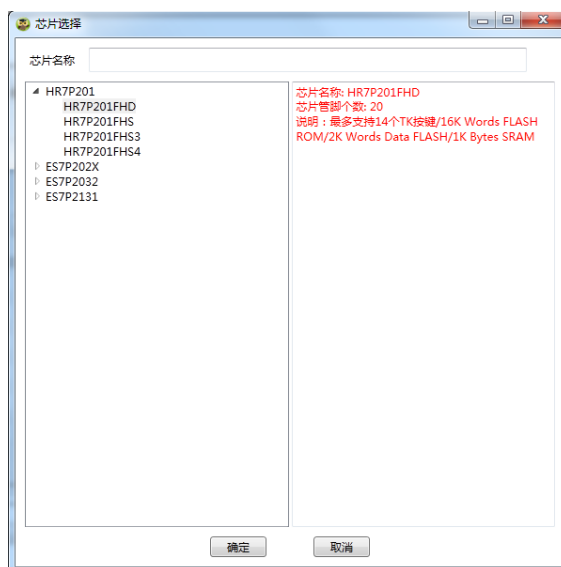 芯片选择
芯片名称
HR7P201
HR7P201FHD
HR7P201FHS
HR7P201FHS3
HR7P201FHS4
ES7P202X
ES7P2032
ES7P2131
芯片名称: HR7P201FHD
芯片管脚个数: 20
说明：最多支持14个TK按键/16K Words FLASH
ROM/2K Words Data FLASH/1K Bytes SRAM
确定
取消